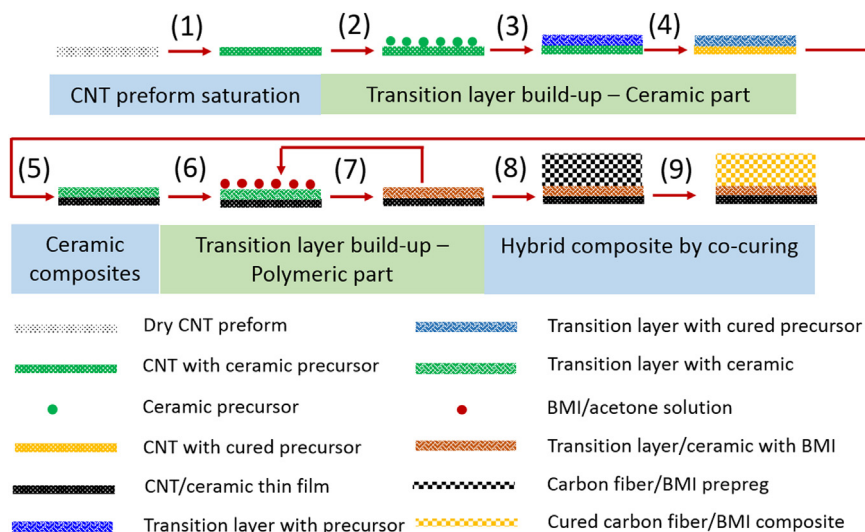 (1) (2) (3) (4)
CNT preform saturation Transition layer build-up – Ceramic part
(5) (6) (7) (8) (9)
Ceramic composites
Transition layer build-up – Polymeric part
Hybrid composite by co-curing
Dry CNT preform
CNT with ceramic precursor
Ceramic precursor
CNT with cured precursor
CNT/ceramic thin film
Transition layer with precursor
Transition layer with cured precursor
Transition layer with ceramic
BMI/acetone solution
Transition layer/ceramic with BMI
Carbon fiber/BMI prepreg
Cured carbon fiber/BMI composite